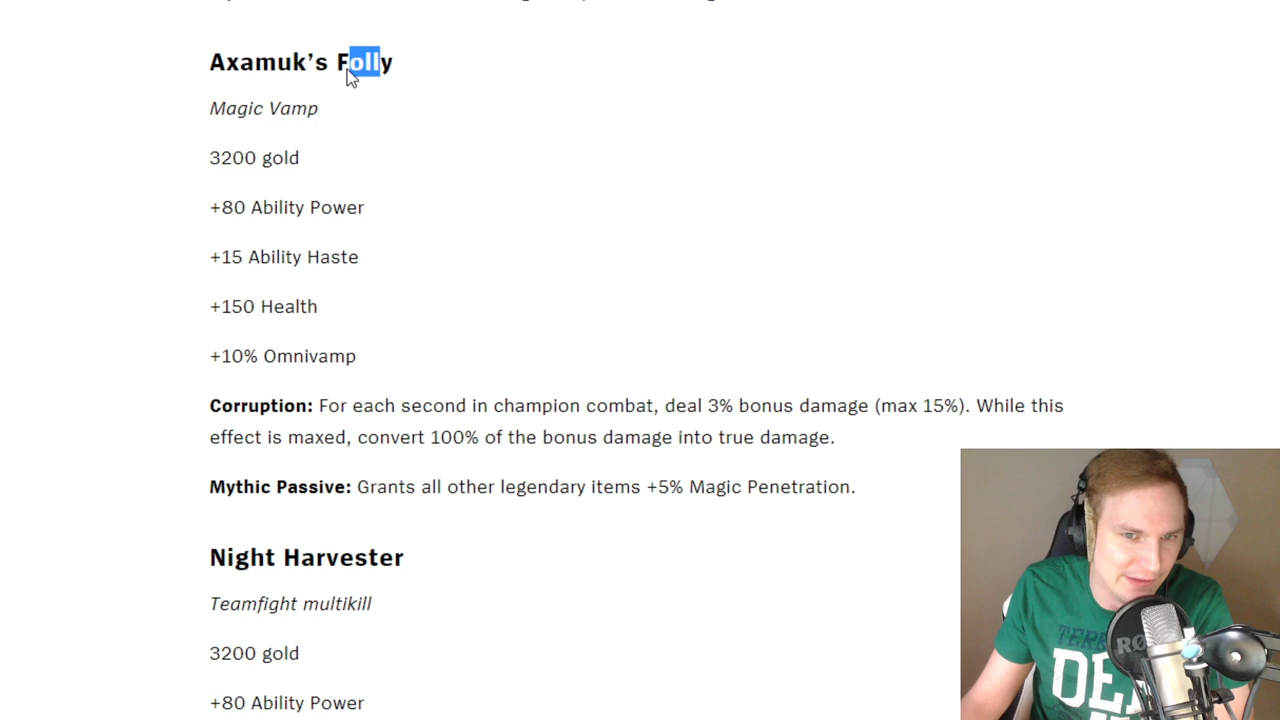 Axamuk’s Folly
Magic Vamp
3200 gold
+80 Ability Power
+15 Ability Haste
+150 Health
+10% Omnivamp
Corruption: For each second in champion combat, deal 3% bonus damage (max 15%). While this
effect is maxed, convert 100% of the bonus damage into true damage.
Mythic Passive: Grants all other legendary items +5% Magic Penetration.
Night Harvester
Teamfight multikill
3200 gold
+80 Ability Power
RØ